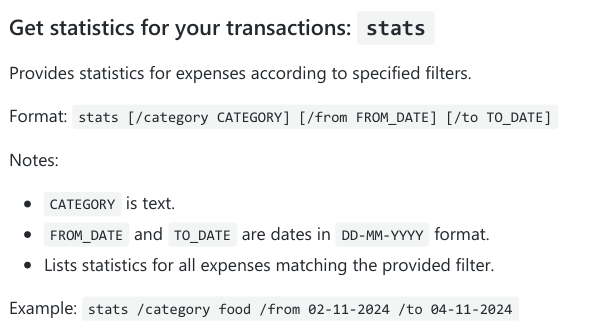 Get statistics for your transactions: stats
Provides statistics for expenses according to specified filters.
Format: stats [/category CATEGORY] [/from FROM_DATE] [/to TO_DATE]
Notes:
• CATEGORY is text.
• FROM_DATE and TO_DATE are dates in DD-MM-YYYY format.
• Lists statistics for all expenses matching the provided filter.
Example: stats /category food /from 02-11-2024 /to 04-11-2024